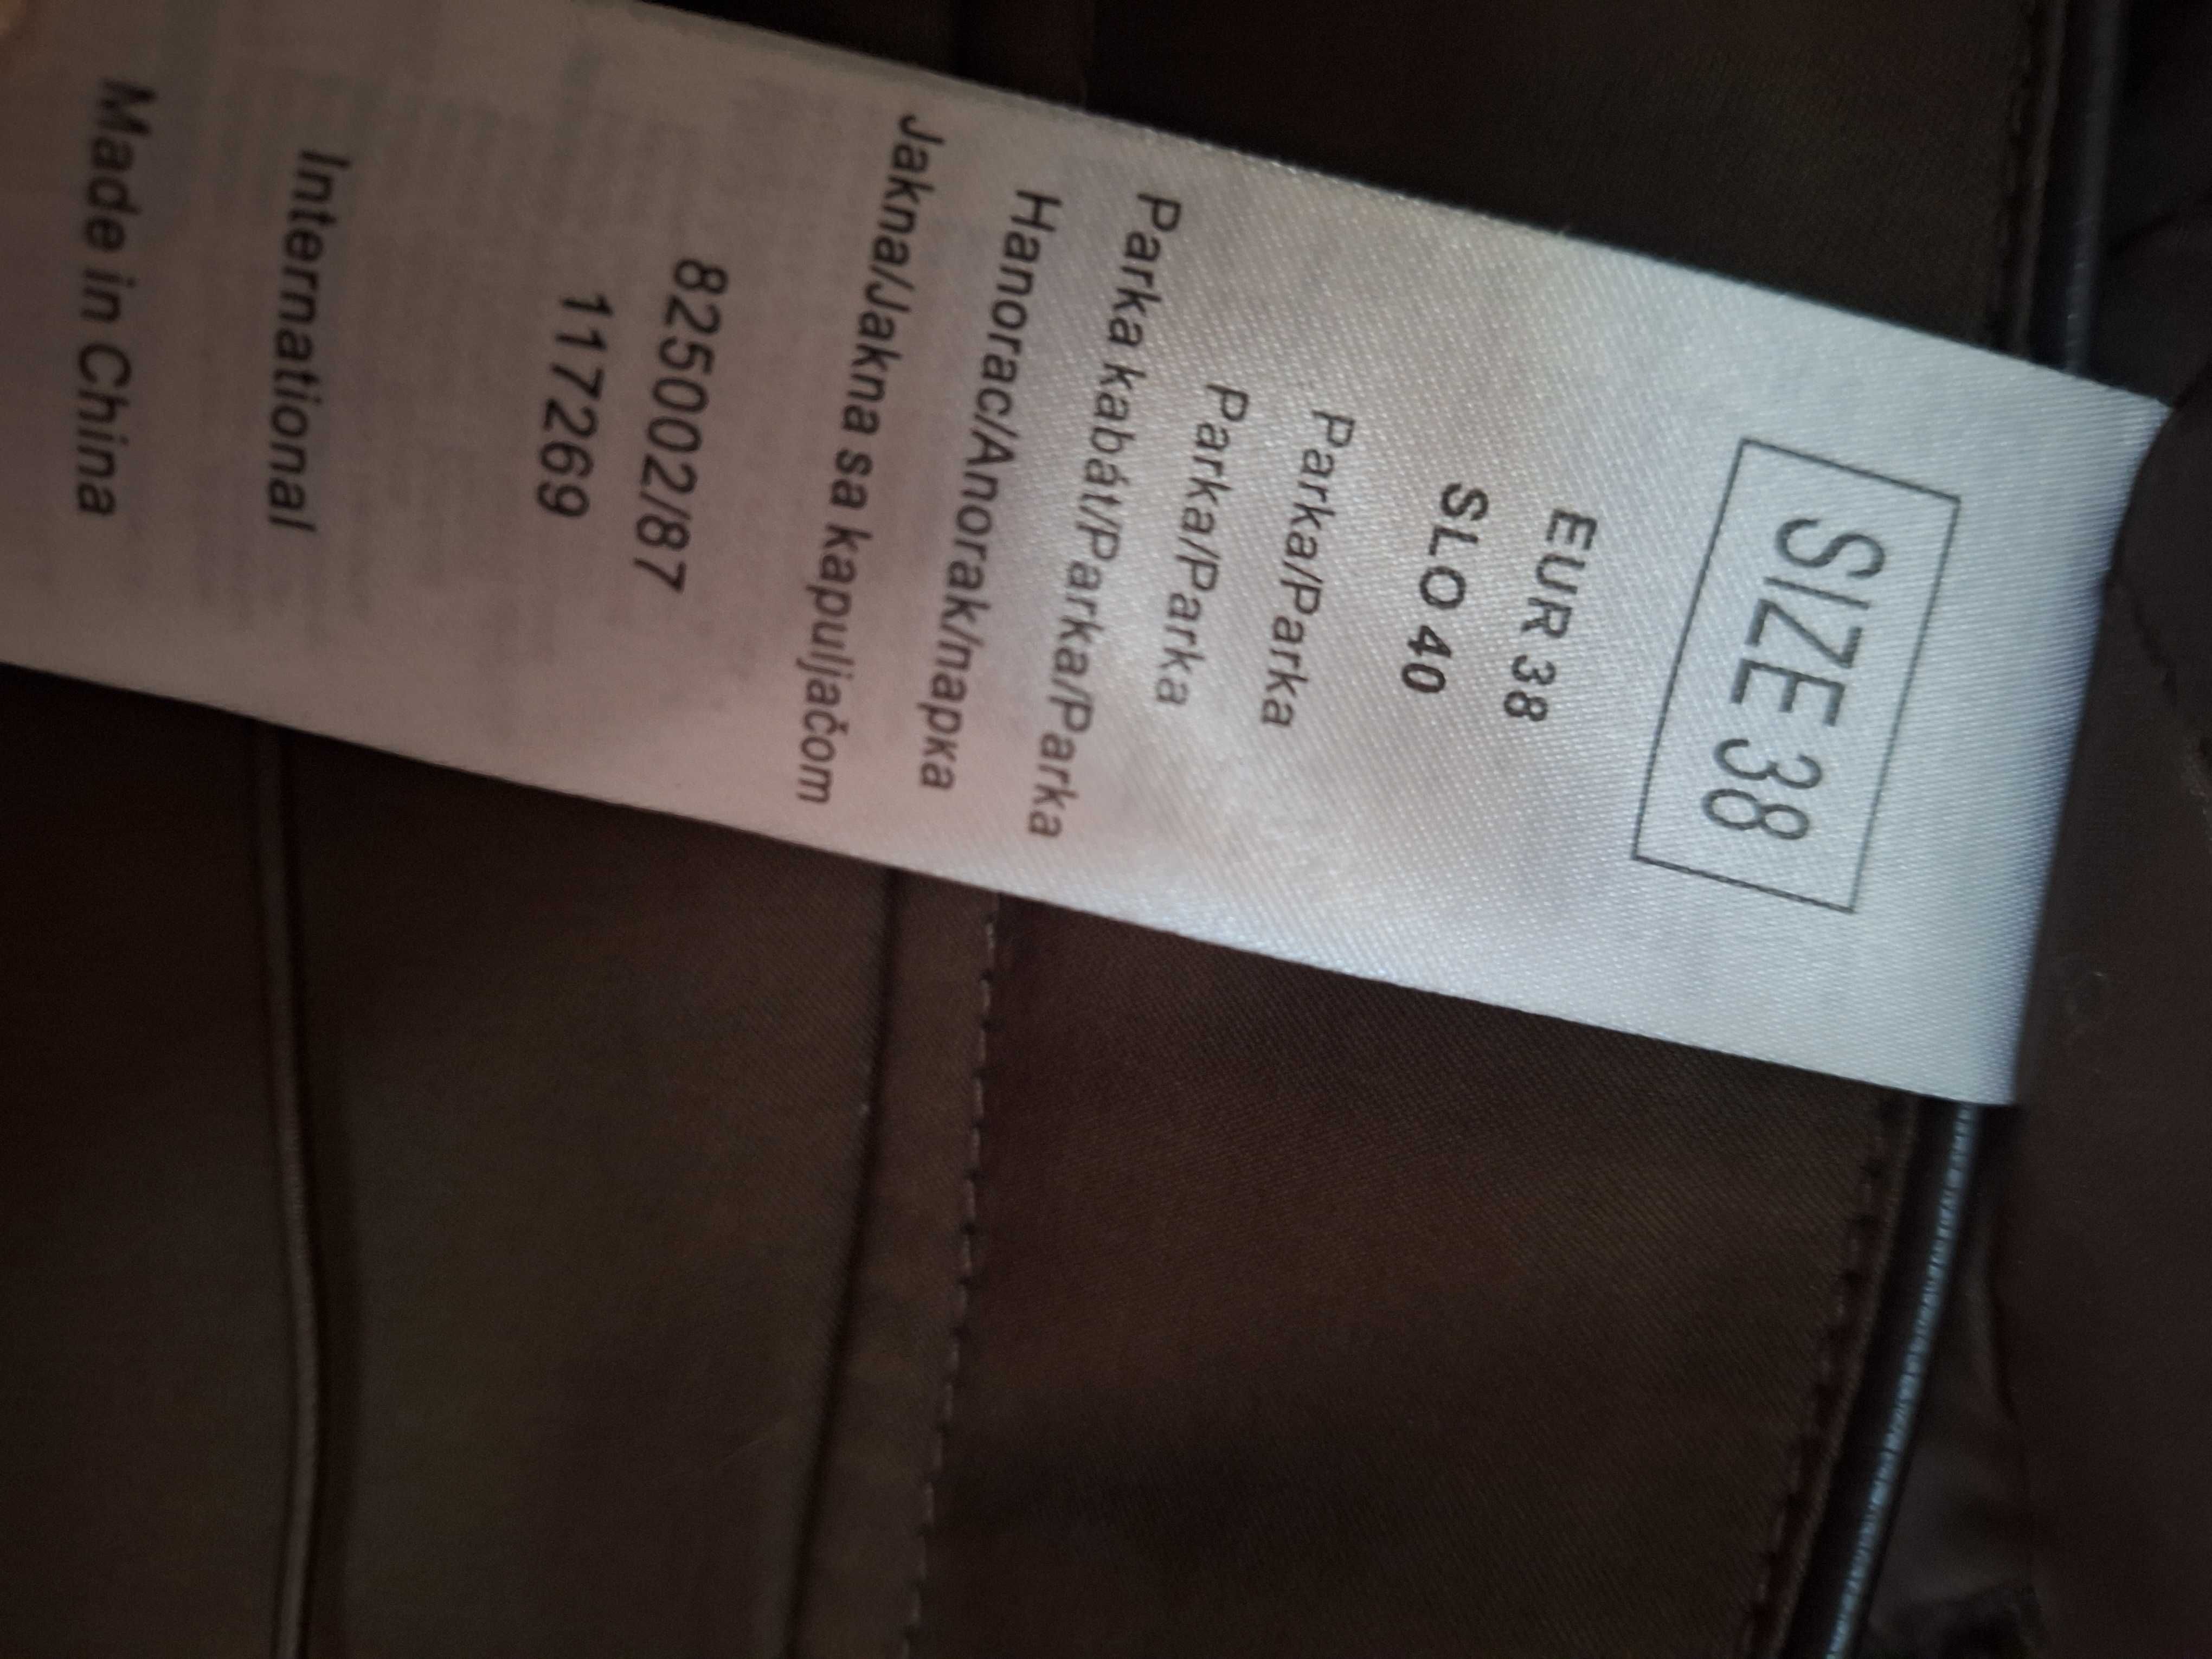 SIZE 38
EUR 38
SLO 40
Parka/Parka
Parka/Parka
Parka kabát/Parka/Parka
Hanorac/Anorak/парка
Jakna/Jakna sa kapuljačom
825002/87
117269
International
Made in China